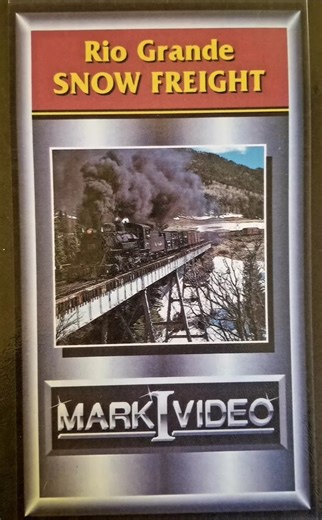 Rio Grande
SNOW FREIGHT
MARK I VIDEO